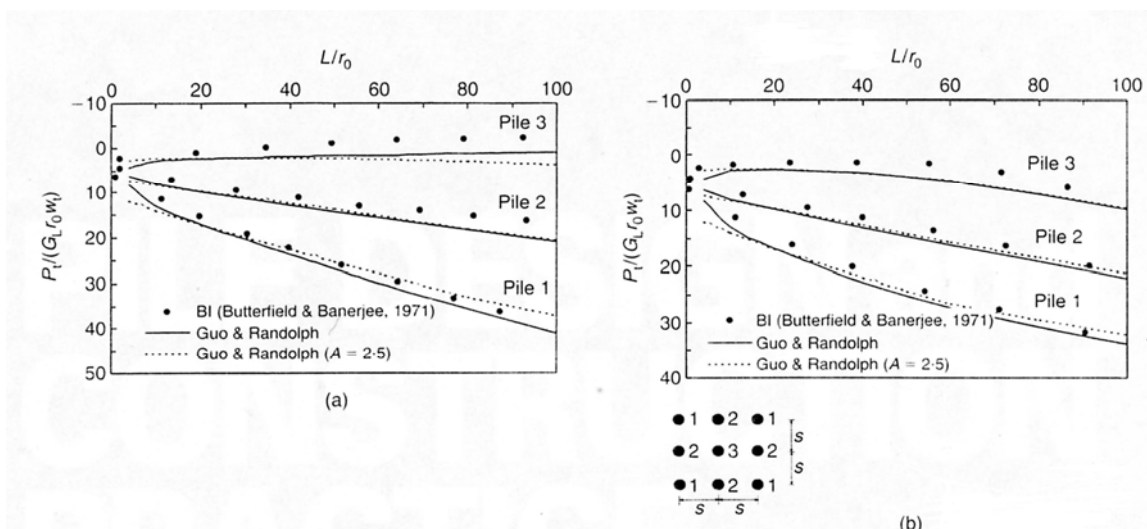 L/r₀
−10 0 20 40 60 80 100
0
10
20
30
40
50
Pₜ/(G_L r₀ wₜ)
Pile 3
Pile 2
Pile 1
BI (Butterfield & Banerjee, 1971)
Guo & Randolph
Guo & Randolph (A = 2·5)
(a)
L/r₀
−10 0 20 40 60 80 100
0
10
20
30
40
Pₜ/(G_L r₀ wₜ)
Pile 3
Pile 2
Pile 1
BI (Butterfield & Banerjee, 1971)
Guo & Randolph
Guo & Randolph (A = 2·5)
1 2 1
2 3 2
1 2 1
s
s
s s
(b)